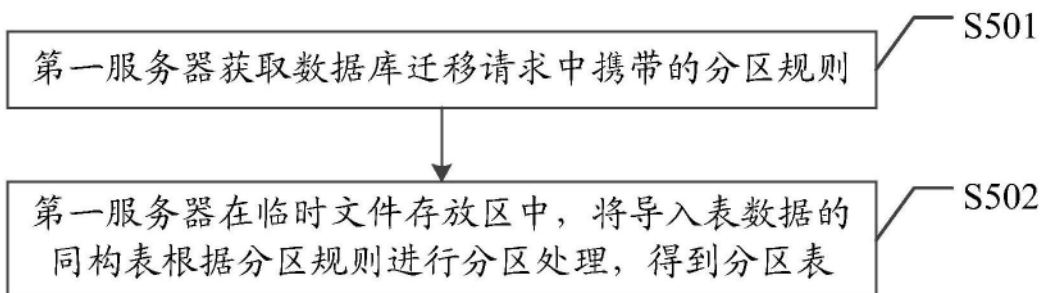 第一服务器获取数据库迁移请求中携带的分区规则
S501
第一服务器在临时文件存放区中，将导入表数据的
同构表根据分区规则进行分区处理，得到分区表
S502